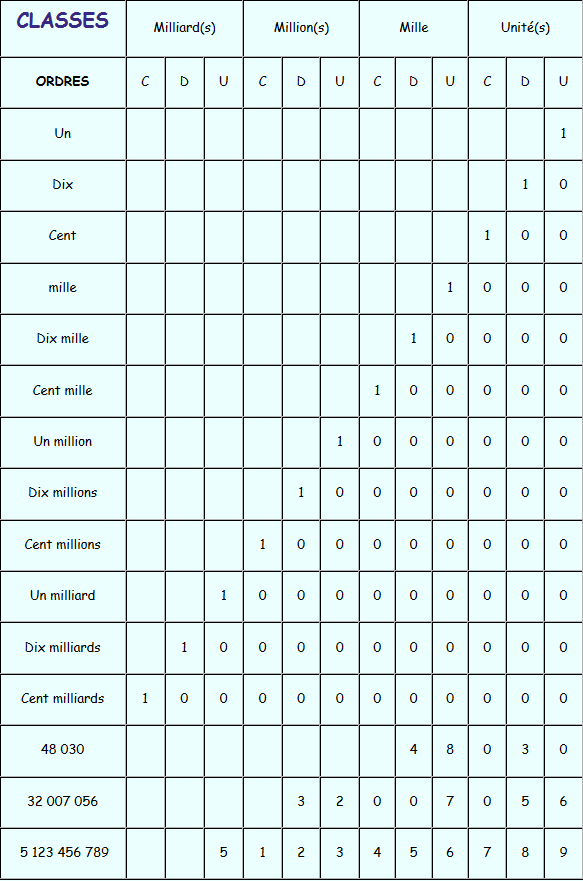 CLASSES Milliard(s) Million(s) Mille Unité(s)
ORDRES C D U C D U C D U C D U
Un 1
Dix 1 0
Cent 1 0 0
mille 1 0 0 0
Dix mille 1 0 0 0 0
Cent mille 1 0 0 0 0 0
Un million 1 0 0 0 0 0 0
Dix millions 1 0 0 0 0 0 0 0
Cent millions 1 0 0 0 0 0 0 0 0
Un milliard 1 0 0 0 0 0 0 0 0 0
Dix milliards 1 0 0 0 0 0 0 0 0 0 0
Cent milliards 1 0 0 0 0 0 0 0 0 0 0 0
48 030 4 8 0 3 0
32 007 056 3 2 0 0 7 0 5 6
5 123 456 789 5 1 2 3 4 5 6 7 8 9